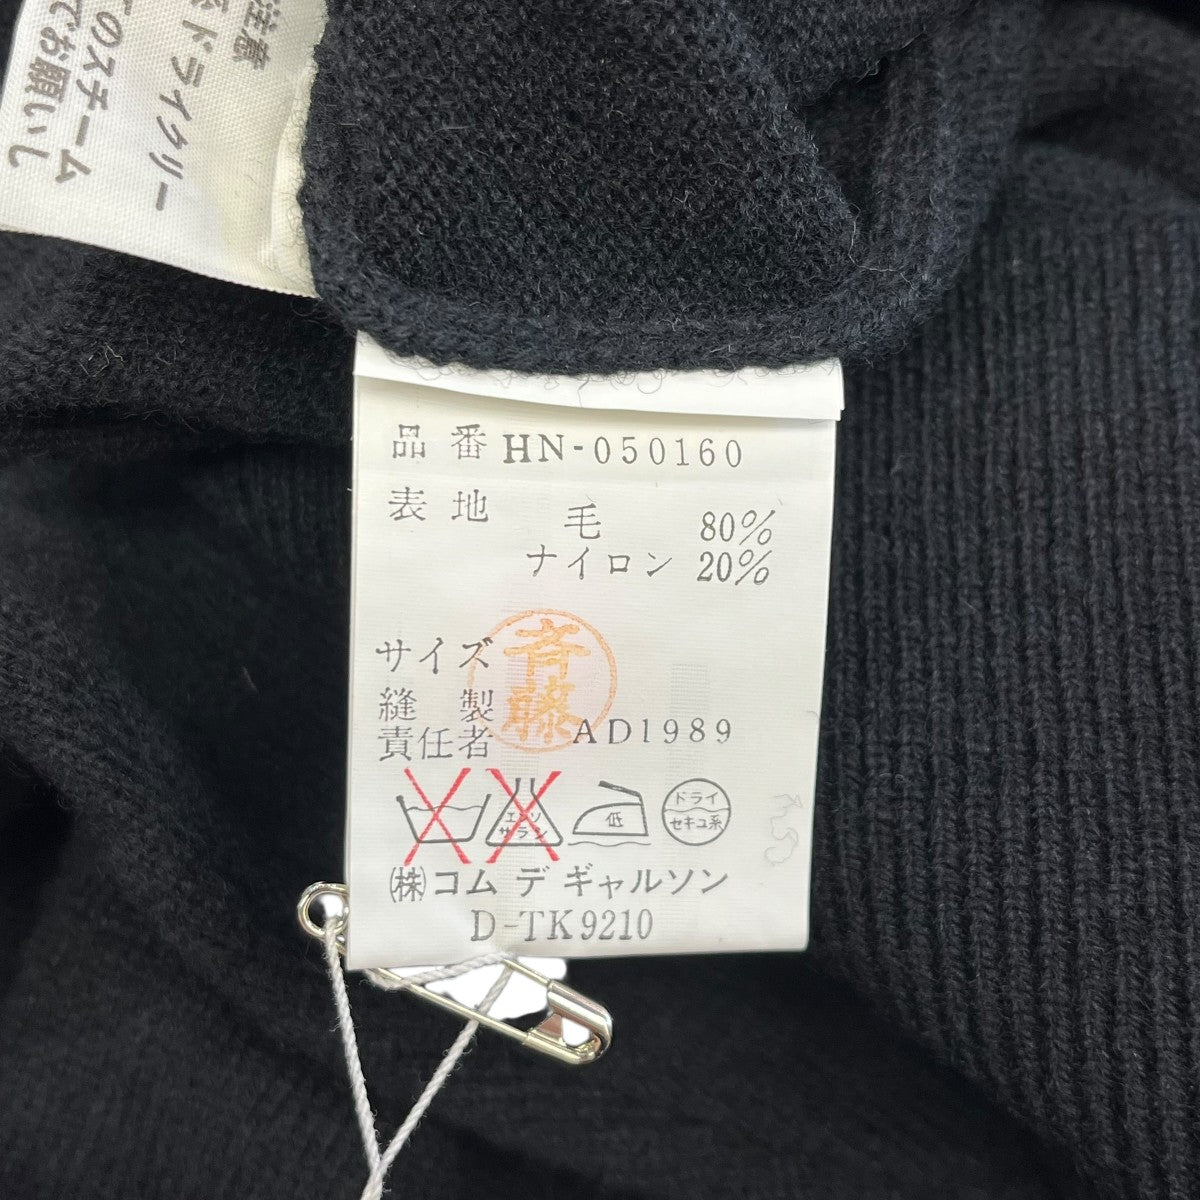 注意
ドライクリー
のスチーム
でお願いし
品番 HN-050160
表地 毛 80%
ナイロン 20%
サイズ
斉藤
縫製
責任者 AD1989
エンソ
サラシ
低
ドライ
セキユ系
(株)コム デ ギャルソン
D-TK9210